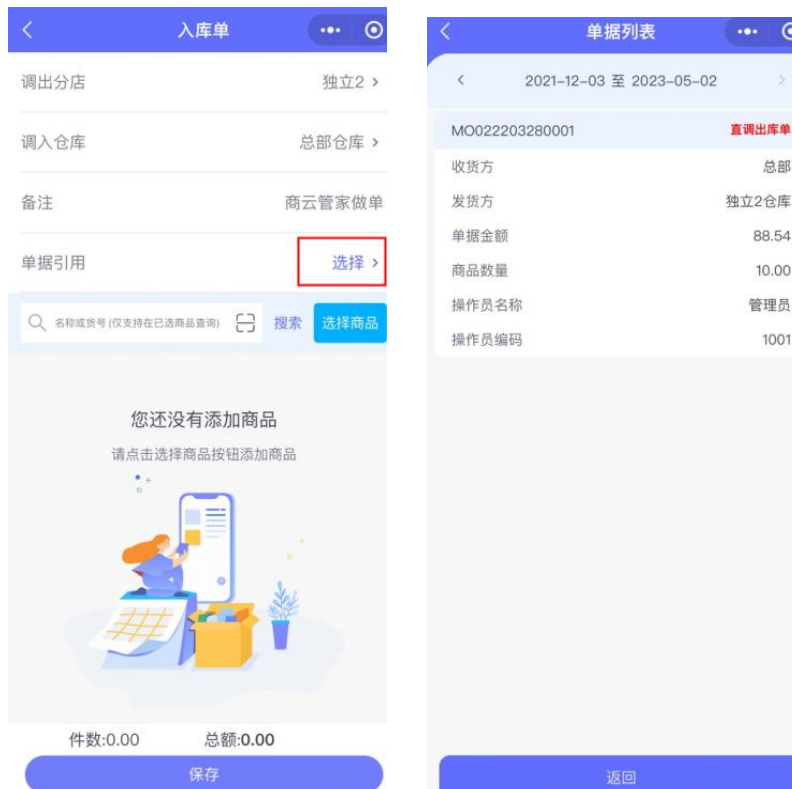 入库单
调出分店 独立2 >
调入仓库 总部仓库 >
备注 商云管家做单
单据引用 选择 >
名称或货号(仅支持在已选商品查询) 搜索 选择商品
您还没有添加商品
请点击选择商品按钮添加商品
件数:0.00 总额:0.00
保存
单据列表
< 2021-12-03 至 2023-05-02 >
MO022203280001 直调出库单
收货方 总部
发货方 独立2仓库
单据金额 88.54
商品数量 10.00
操作员名称 管理员
操作员编码 1001
返回